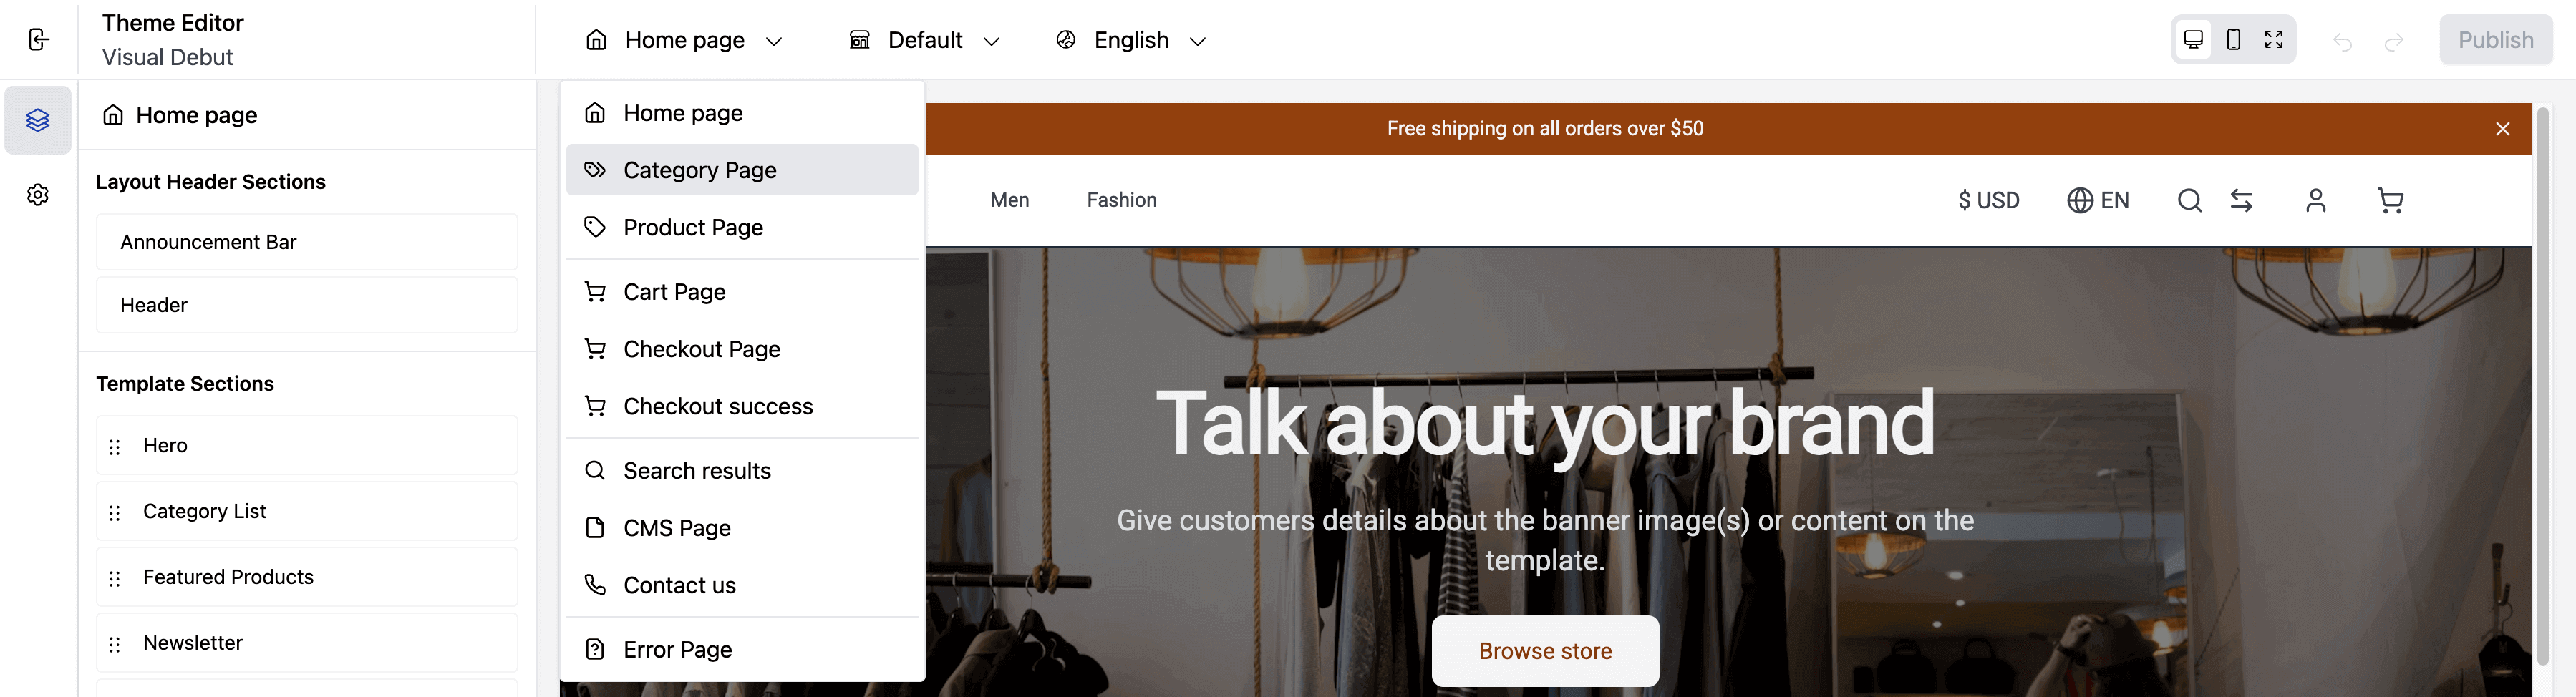 Theme Editor
Visual Debut
Home page
Default
English
Publish
Home page
Layout Header Sections
Announcement Bar
Header
Template Sections
Hero
Category List
Featured Products
Newsletter
Home page
Category Page
Product Page
Cart Page
Checkout Page
Checkout success
Search results
CMS Page
Contact us
Error Page
Free shipping on all orders over $50
Men
Fashion
$ USD
EN
Talk about your brand
Give customers details about the banner image(s) or content on the
template.
Browse store